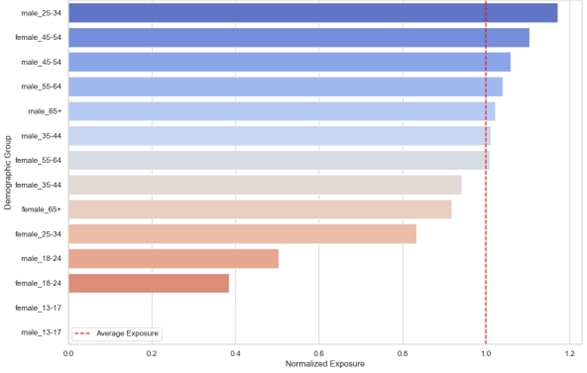 male_25-34
female_45-54
male_45-54
male_55-64
male_65+
male_35-44
female_55-64
female_35-44
female_65+
female_25-34
male_18-24
female_18-24
female_13-17
male_13-17
Demographic Group
Average Exposure
0.0 0.2 0.4 0.6 0.8 1.0 1.2
Normalized Exposure